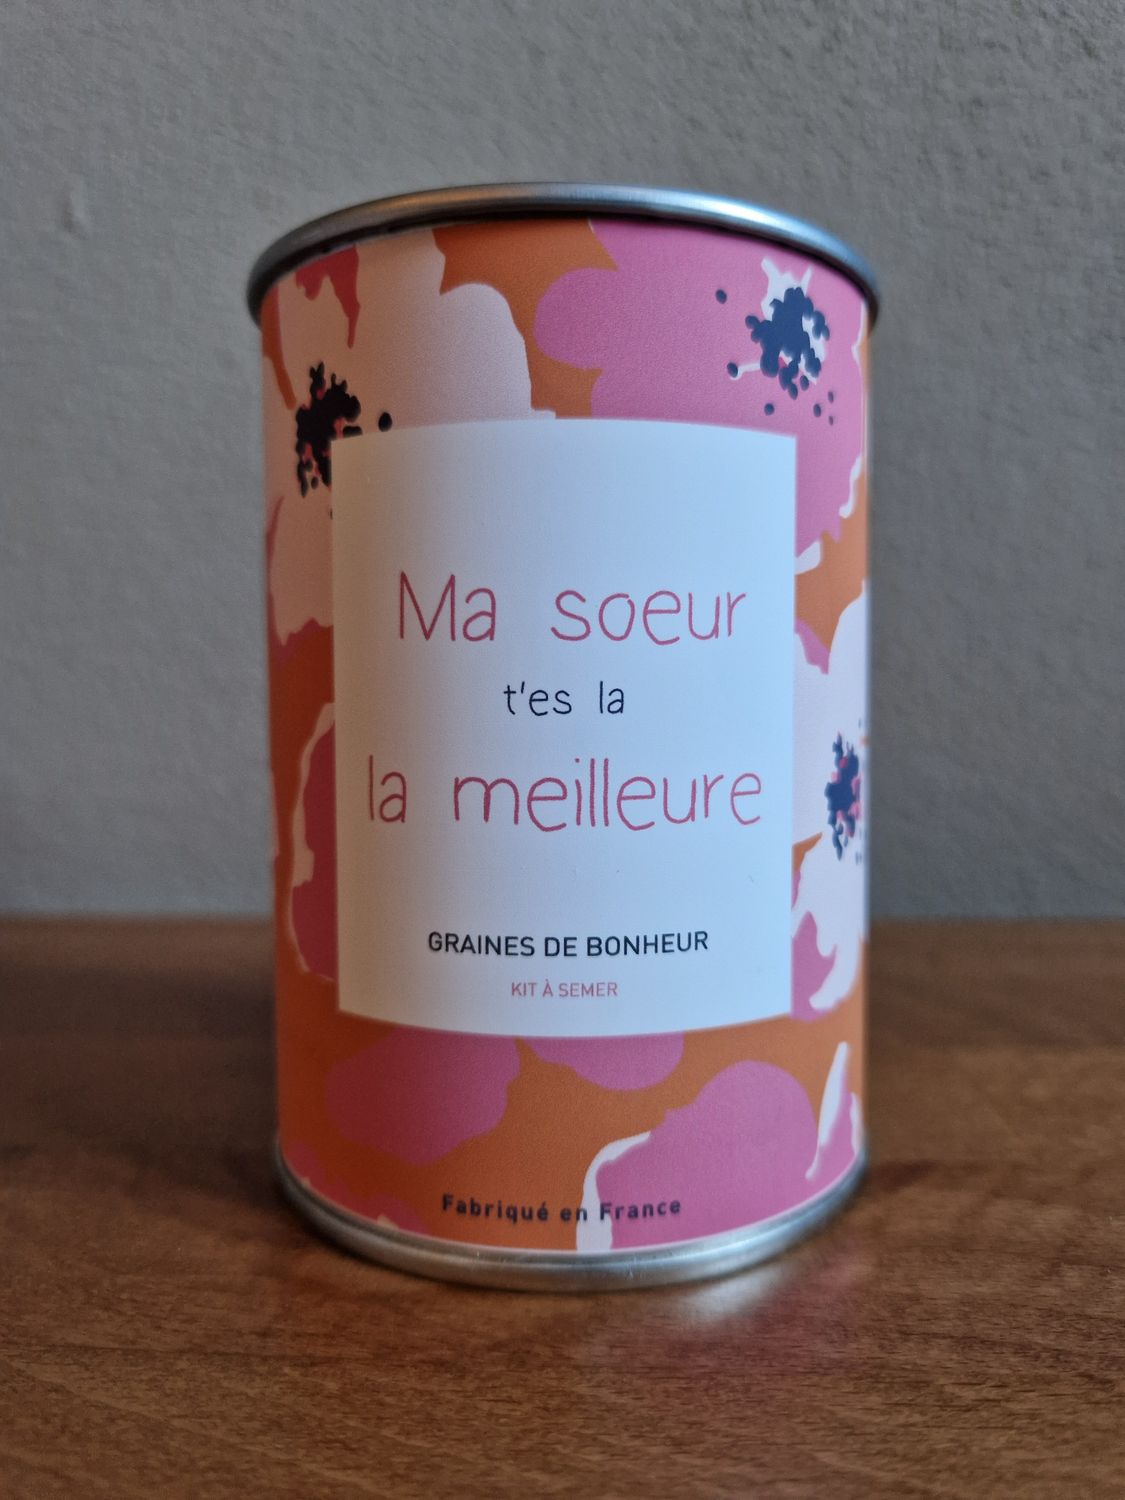 Ma soeur
t'es la
la meilleure
GRAINES DE BONHEUR
KIT À SEMER
Fabriqué en France